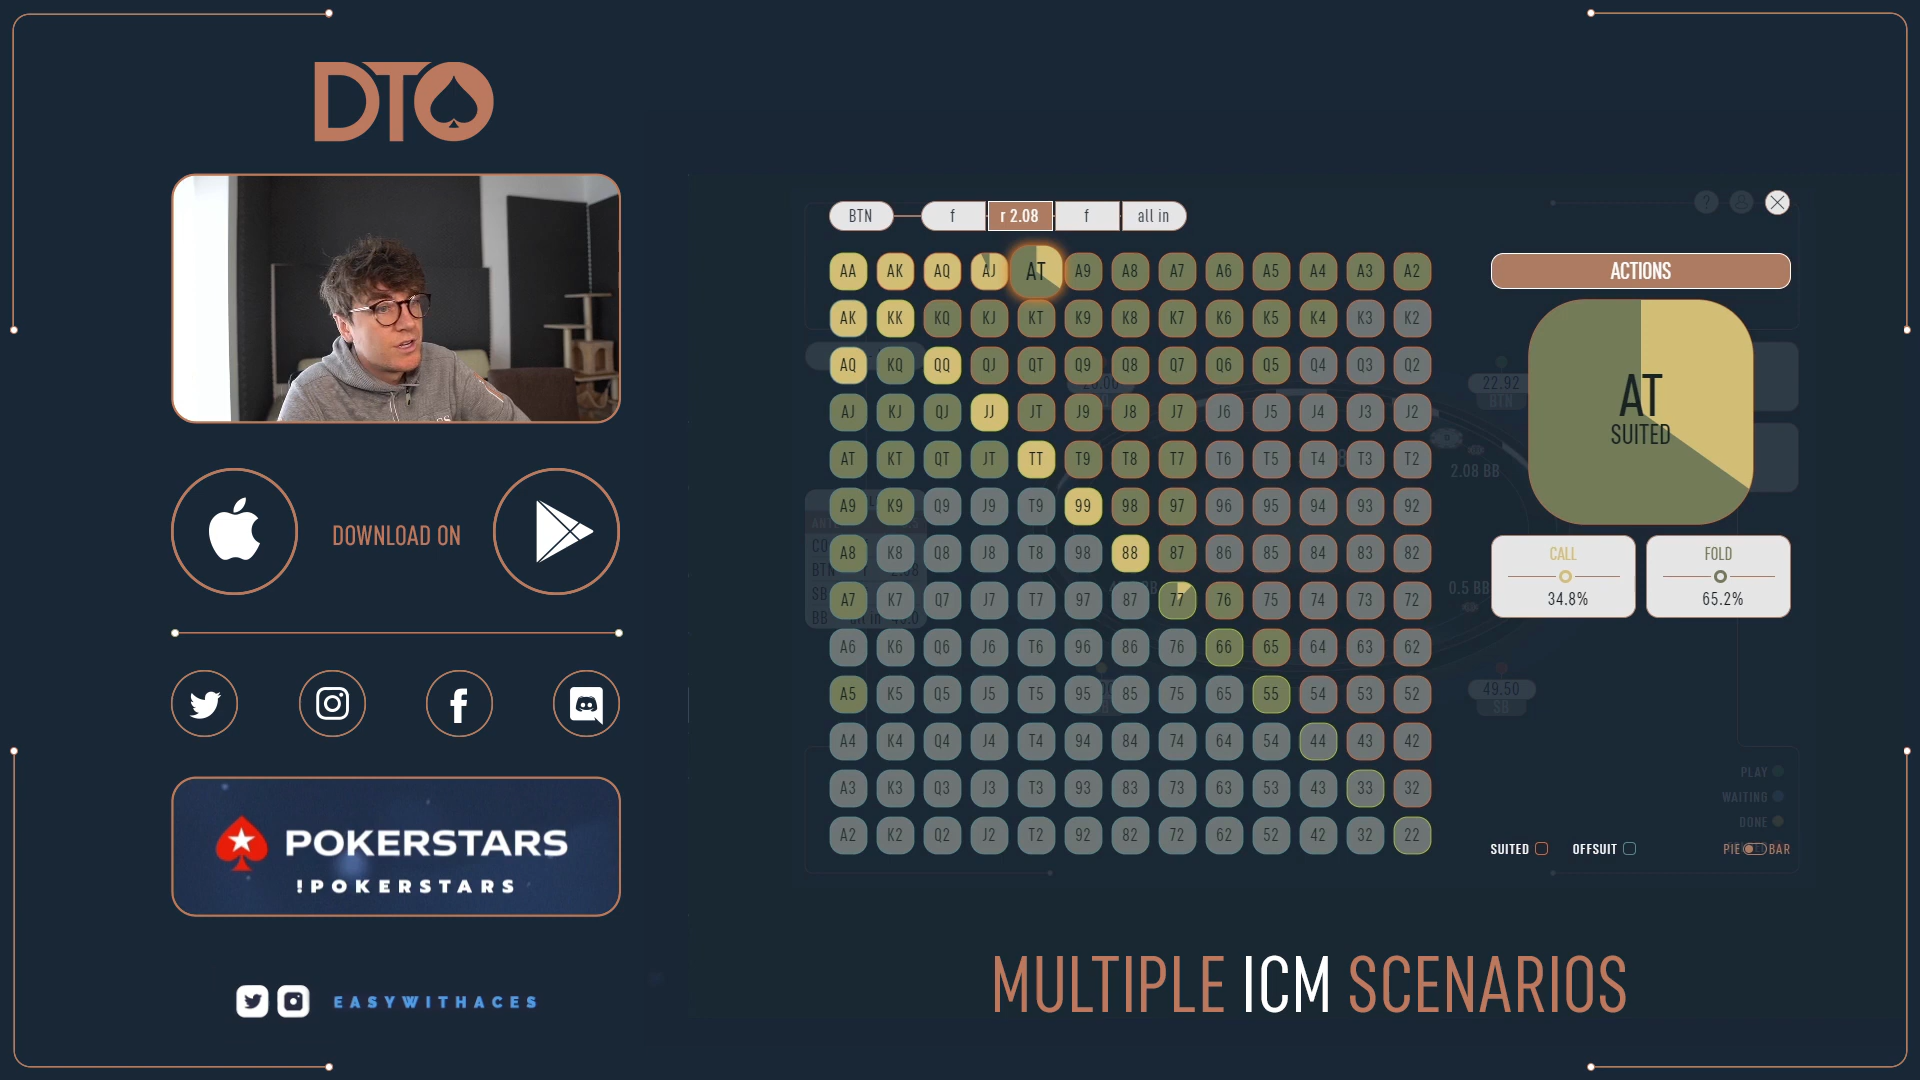 DTO
DOWNLOAD ON
POKERSTARS
!POKERSTARS
EASYWITHACES
BTN f r 2.08 f all in
AA AK AQ AJ AT A9 A8 A7 A6 A5 A4 A3 A2
AK KK KQ KJ KT K9 K8 K7 K6 K5 K4 K3 K2
AQ KQ QQ QJ QT Q9 Q8 Q7 Q6 Q5 Q4 Q3 Q2
AJ KJ QJ JJ JT J9 J8 J7 J6 J5 J4 J3 J2
AT KT QT JT TT T9 T8 T7 T6 T5 T4 T3 T2
A9 K9 Q9 J9 T9 99 98 97 96 95 94 93 92
A8 K8 Q8 J8 T8 98 88 87 86 85 84 83 82
A7 K7 Q7 J7 T7 97 87 77 76 75 74 73 72
A6 K6 Q6 J6 T6 96 86 76 66 65 64 63 62
A5 K5 Q5 J5 T5 95 85 75 65 55 54 53 52
A4 K4 Q4 J4 T4 94 84 74 64 54 44 43 42
A3 K3 Q3 J3 T3 93 83 73 63 53 43 33 32
A2 K2 Q2 J2 T2 92 82 72 62 52 42 32 22
22.92
BTN
2.08 BB
0.5 BB
49.50
SB
?
ACTIONS
AT
SUITED
CALL
34.8%
FOLD
65.2%
PLAY
WAITING
DONE
SUITED OFFSUIT PIE BAR
MULTIPLE ICM SCENARIOS